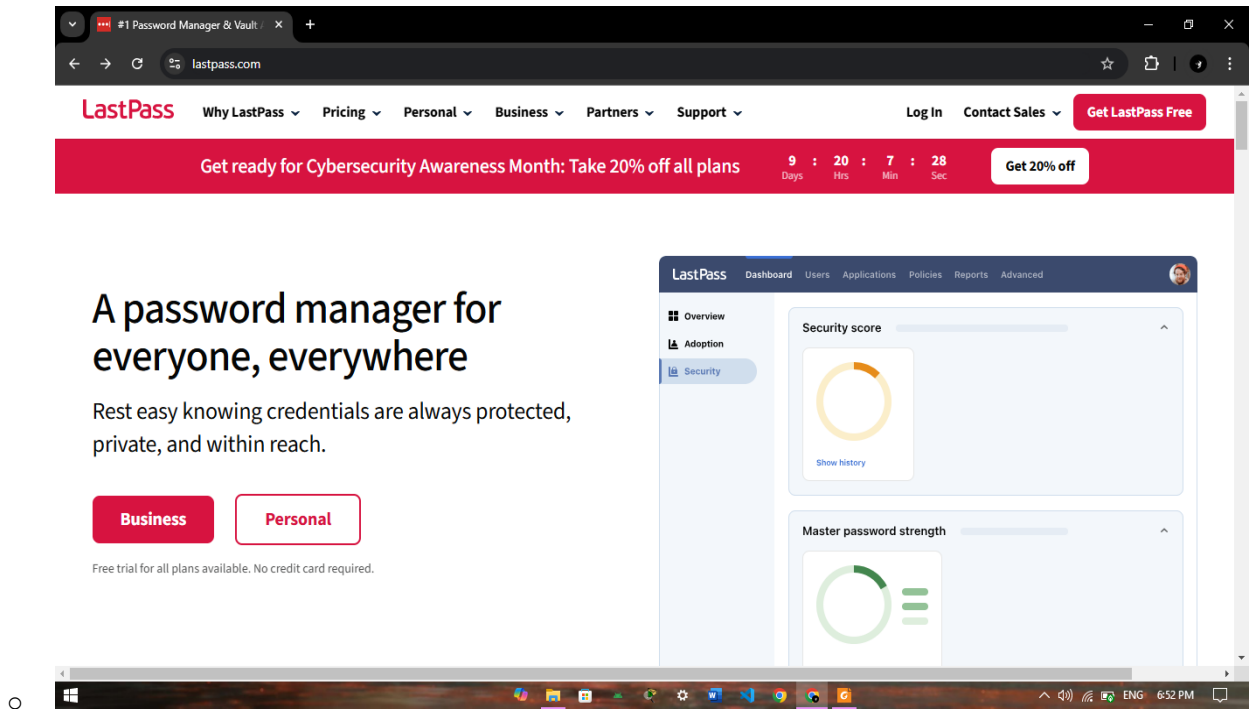 #1 Password Manager & Vault
lastpass.com
LastPass Why LastPass Pricing Personal Business Partners Support Log In Contact Sales Get LastPass Free
Get ready for Cybersecurity Awareness Month: Take 20% off all plans 9 : 20 : 7 : 28 Get 20% off
Days Hrs Min Sec
A password manager for
everyone, everywhere
Rest easy knowing credentials are always protected,
private, and within reach.
Business Personal
Free trial for all plans available. No credit card required.
LastPass Dashboard Users Applications Policies Reports Advanced
Overview
Adoption
Security
Security score
Show history
Master password strength
ENG 6:52 PM